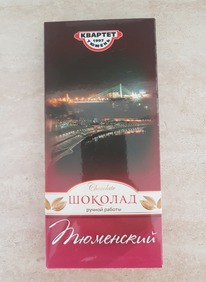 КВАРТЕТ
1997
ТЮМЕНЬ
Chocolate
ШОКОЛАД
ручной работы
Тюменский